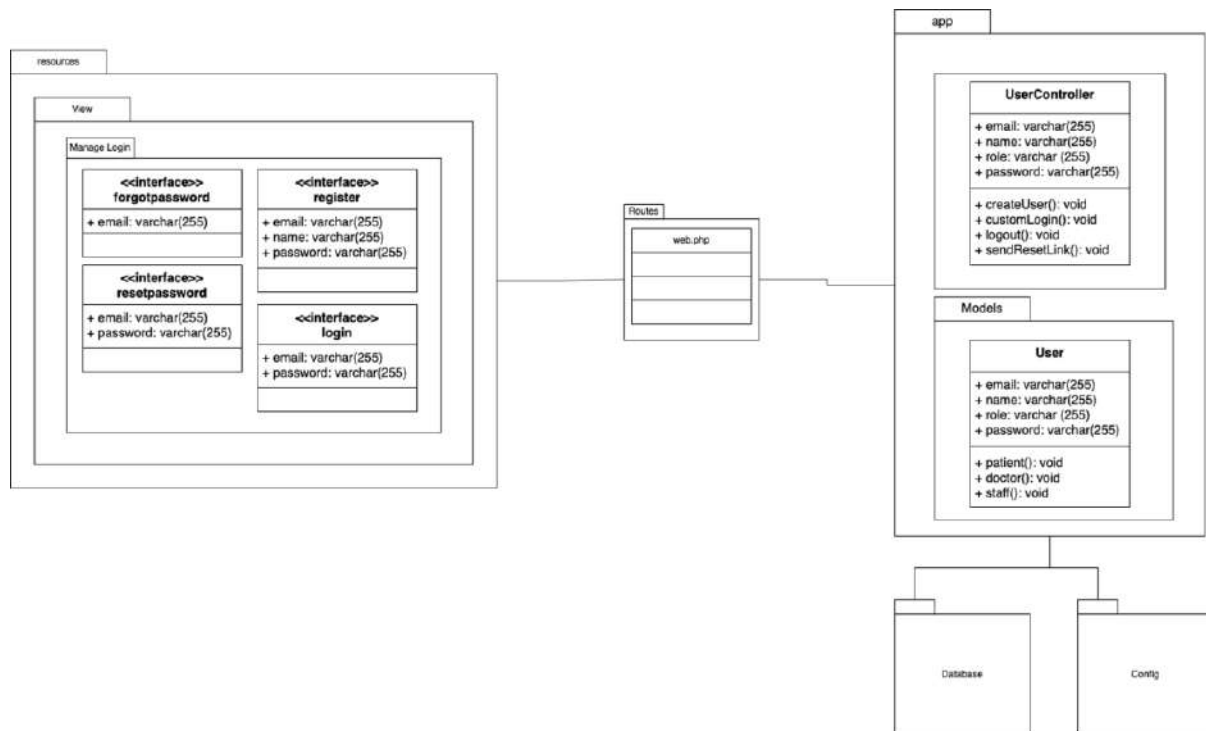 resources
View
Manage Login
<<interface>>
forgotpassword
+ email: varchar(255)
<<interface>>
resetpassword
+ email: varchar(255)
+ password: varchar(255)
<<interface>>
register
+ email: varchar(255)
+ name: varchar(255)
+ password: varchar(255)
<<interface>>
login
+ email: varchar(255)
+ password: varchar(255)
Routes
web.php
app
UserController
+ email: varchar(255)
+ name: varchar(255)
+ role: varchar (255)
+ password: varchar(255)
+ createUser(): void
+ customLogin(): void
+ logout(): void
+ sendResetLink(): void
Models
User
+ email: varchar(255)
+ name: varchar(255)
+ role: varchar (255)
+ password: varchar(255)
+ patient(): void
+ doctor(): void
+ staff(): void
Database
Config